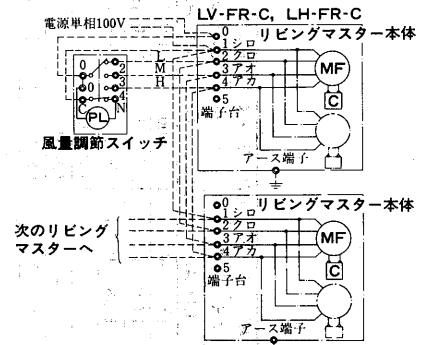 LV-FR-C, LH-FR-C
電源単相100V
リビングマスター本体
0
1 シロ
2 クロ
3 アオ
4 アカ
5
端子台
MF
C
アース端子
L
M
H
0
2
0
3
4
C
N
PL
風量調節スイッチ
リビングマスター本体
0
1 シロ
2 クロ
3 アオ
4 アカ
5
端子台
MF
C
アース端子
次のリビング
マスターへ